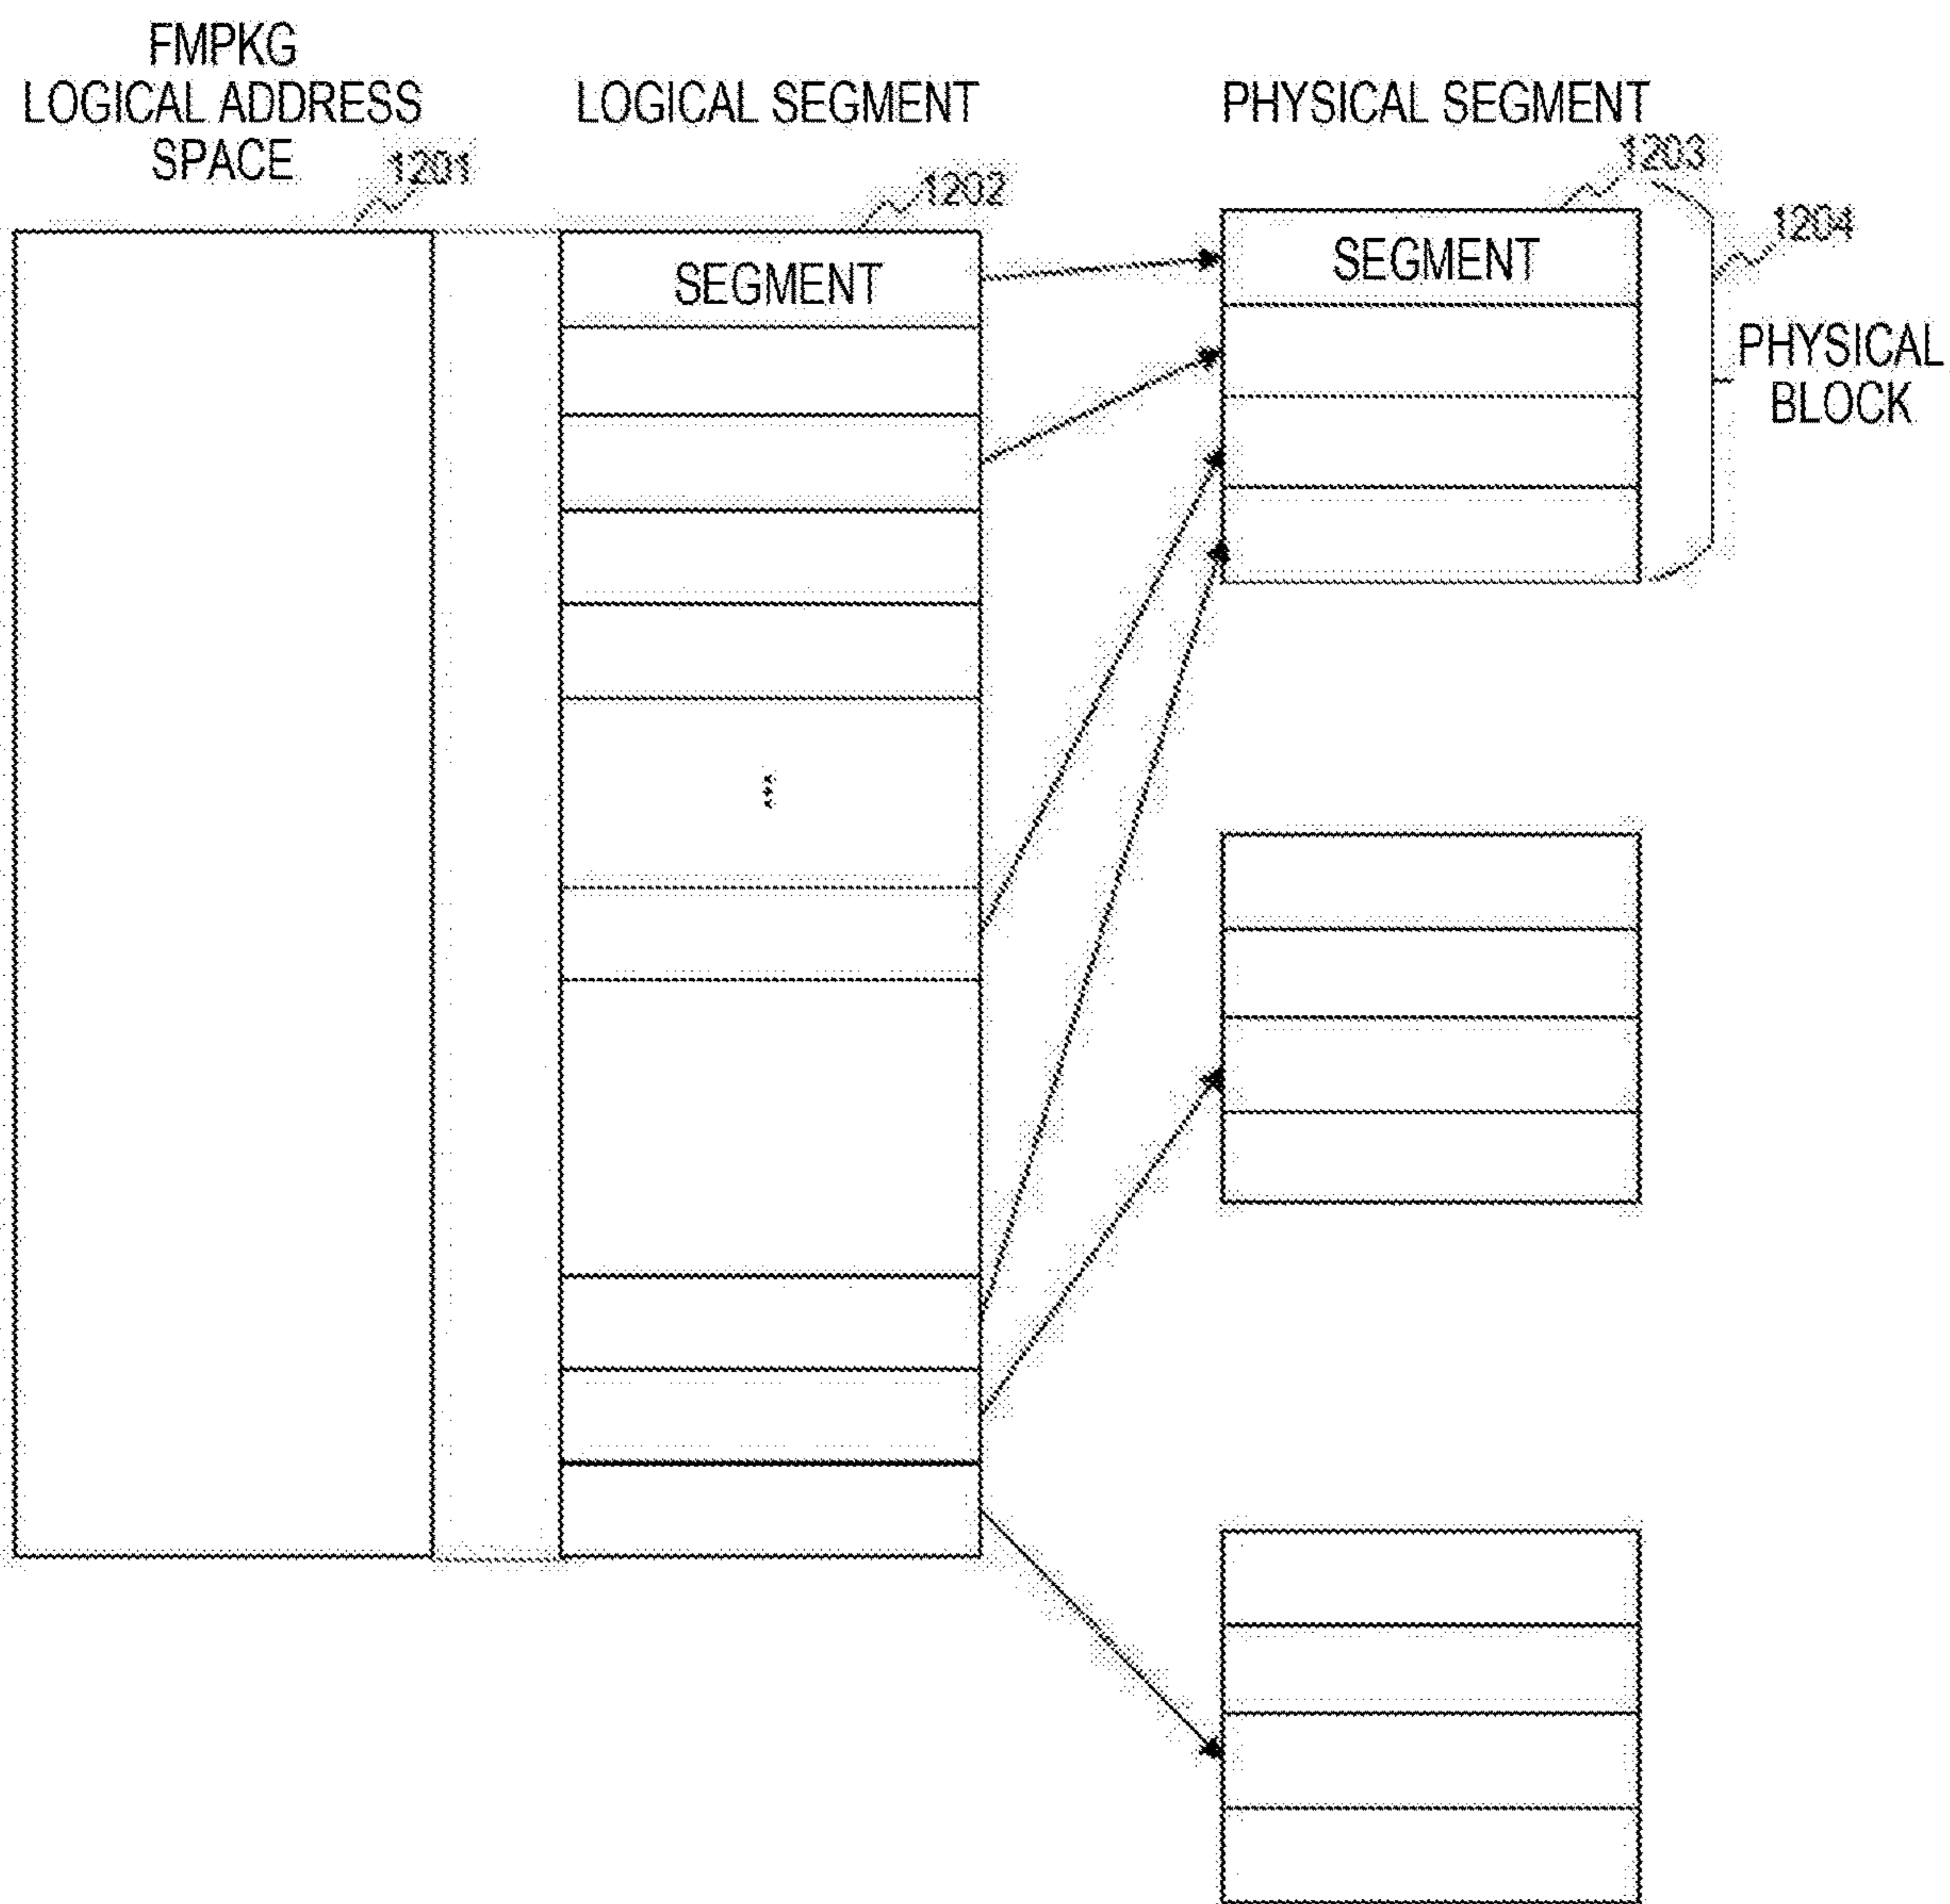 FMPKG
LOGICAL ADDRESS
SPACE
1201
LOGICAL SEGMENT
1202
PHYSICAL SEGMENT
1203
1204
SEGMENT
SEGMENT
PHYSICAL
BLOCK